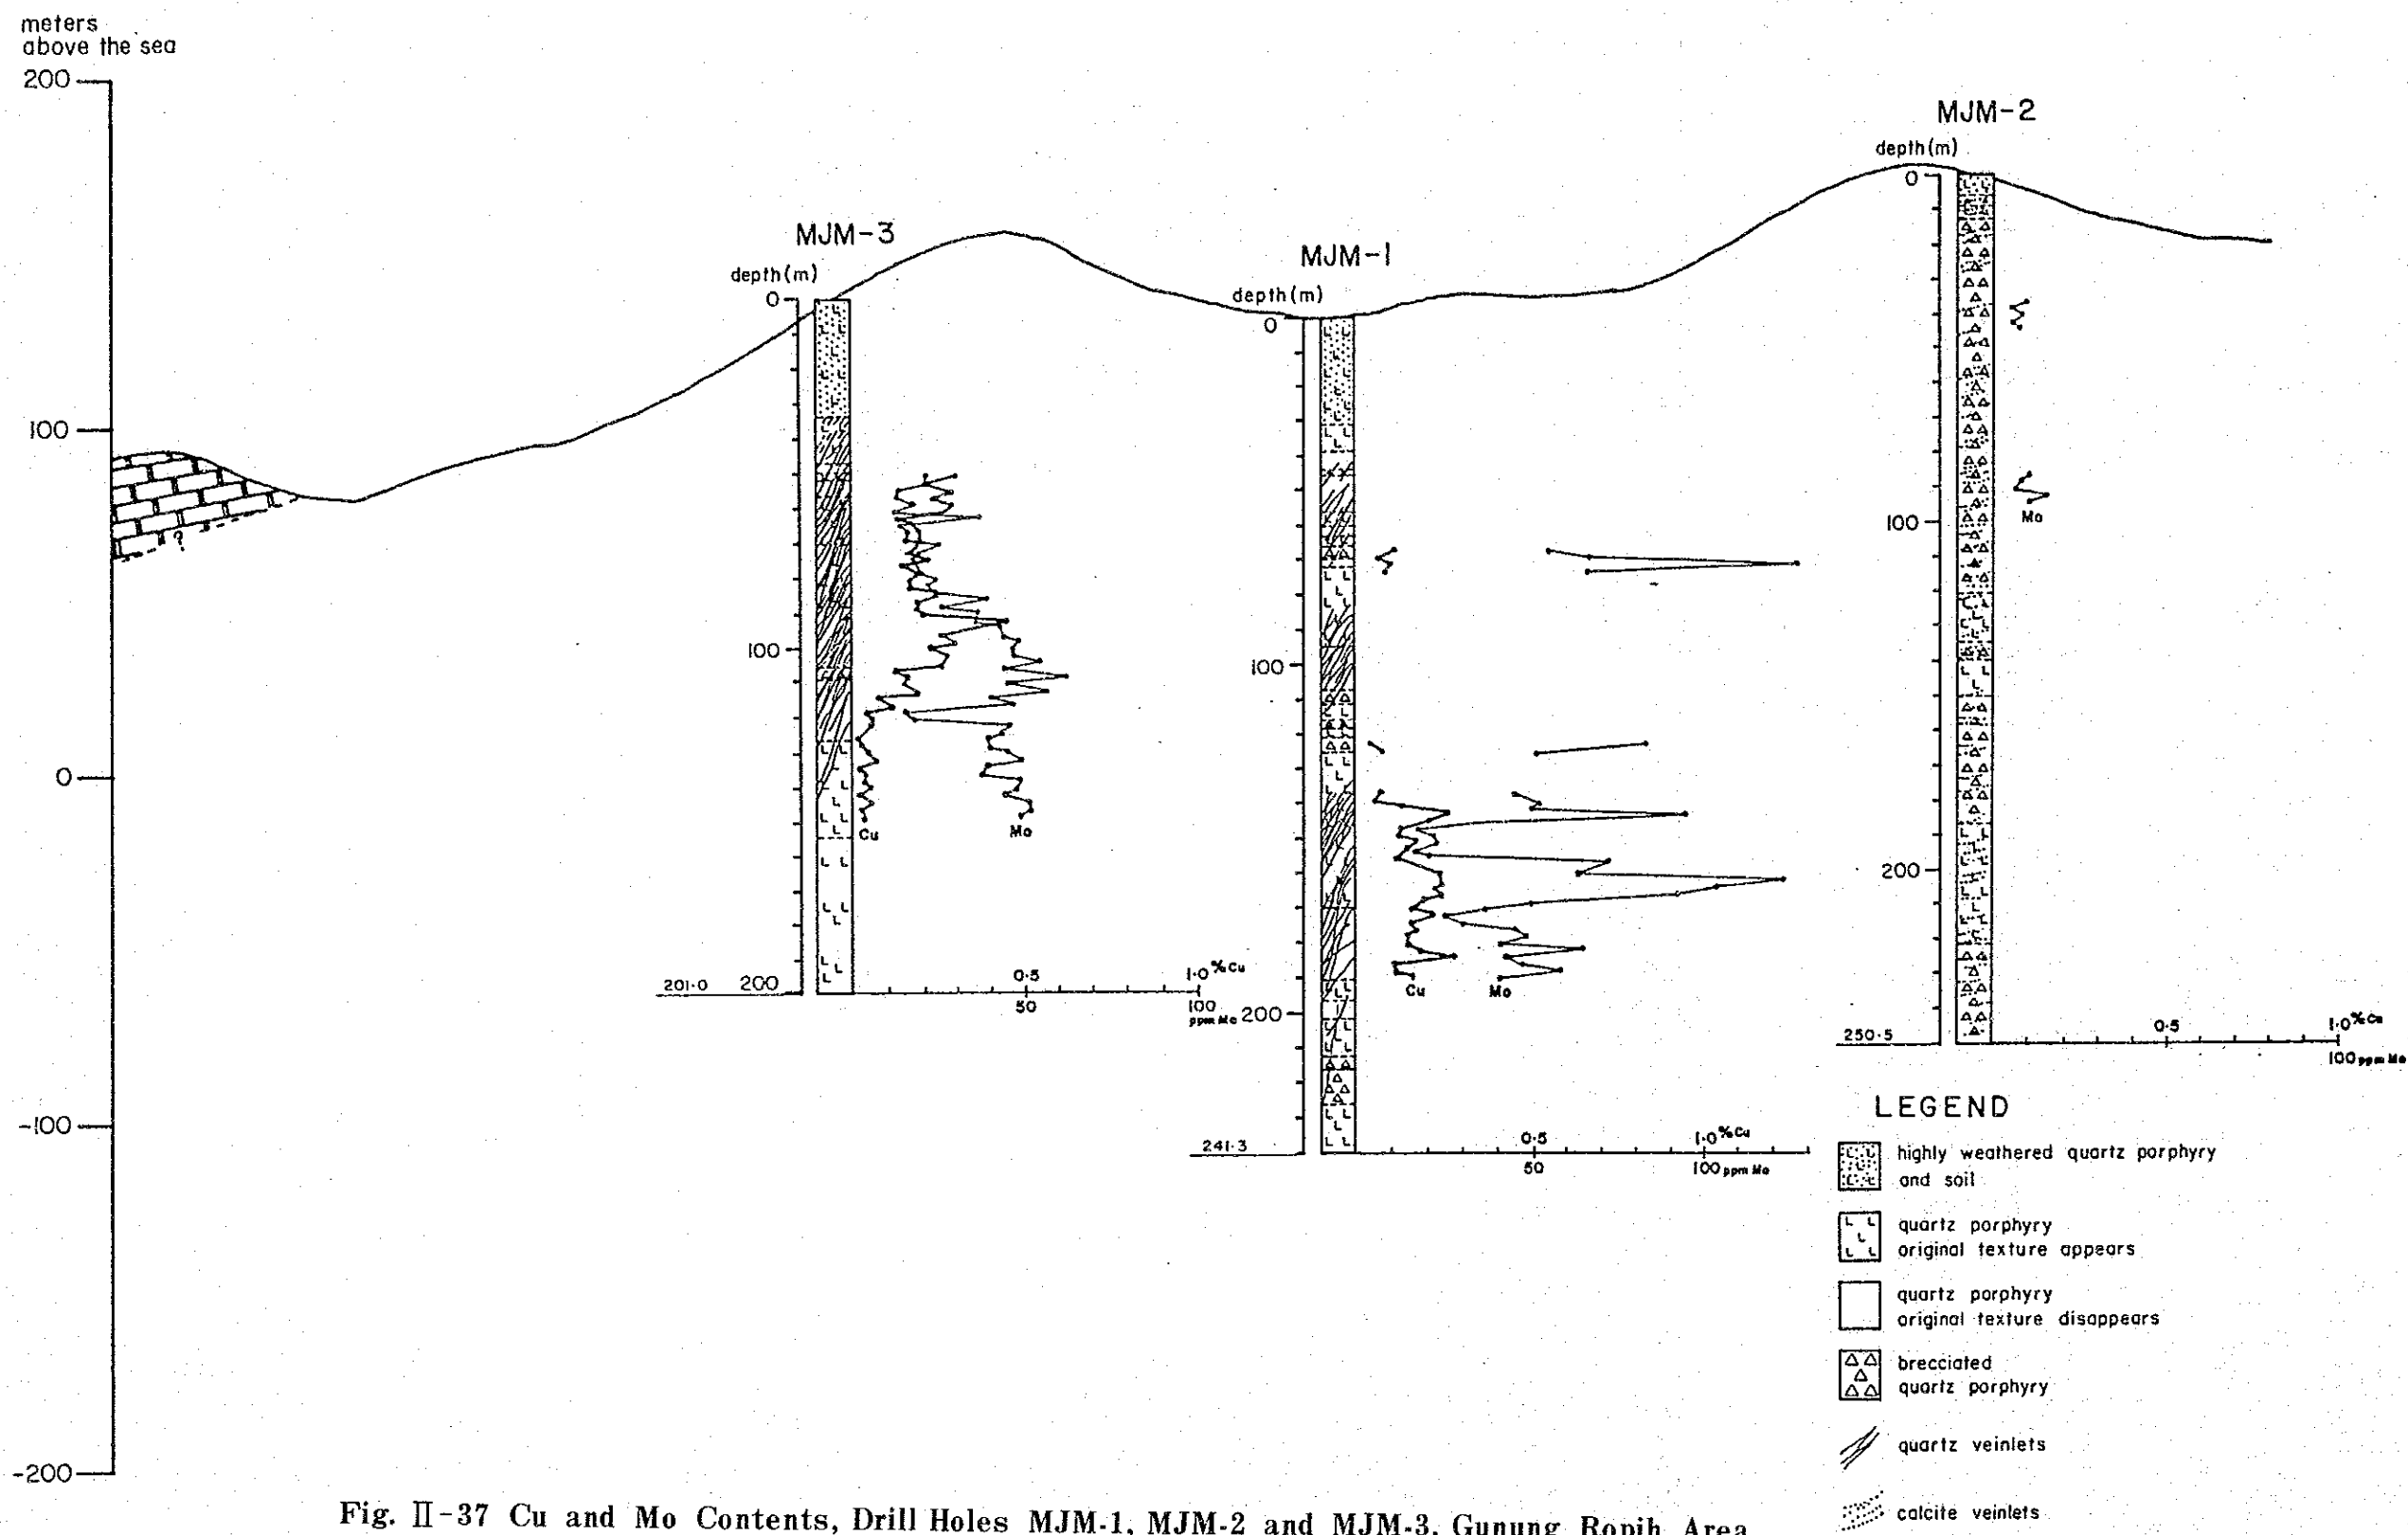 meters
above the sea
200
100
0
-100
-200
?
MJM-3
depth(m)
0
100
200
201.0
Cu
Mo
0.5
1.0 %Cu
50
100
ppm Mo
MJM-1
depth(m)
0
100
200
241.3
Cu
Mo
0.5
1.0 %Cu
50
100 ppm Mo
MJM-2
depth(m)
0
100
200
250.5
Mo
0.5
1.0 %Cu
100 ppm Mo
LEGEND
highly weathered quartz porphyry
and soil
quartz porphyry
original texture appears
quartz porphyry
original texture disappears
brecciated
quartz porphyry
quartz veinlets
calcite veinlets
Fig. II-37 Cu and Mo Contents, Drill Holes MJM-1, MJM-2 and MJM-3, Gunung Ropih Area